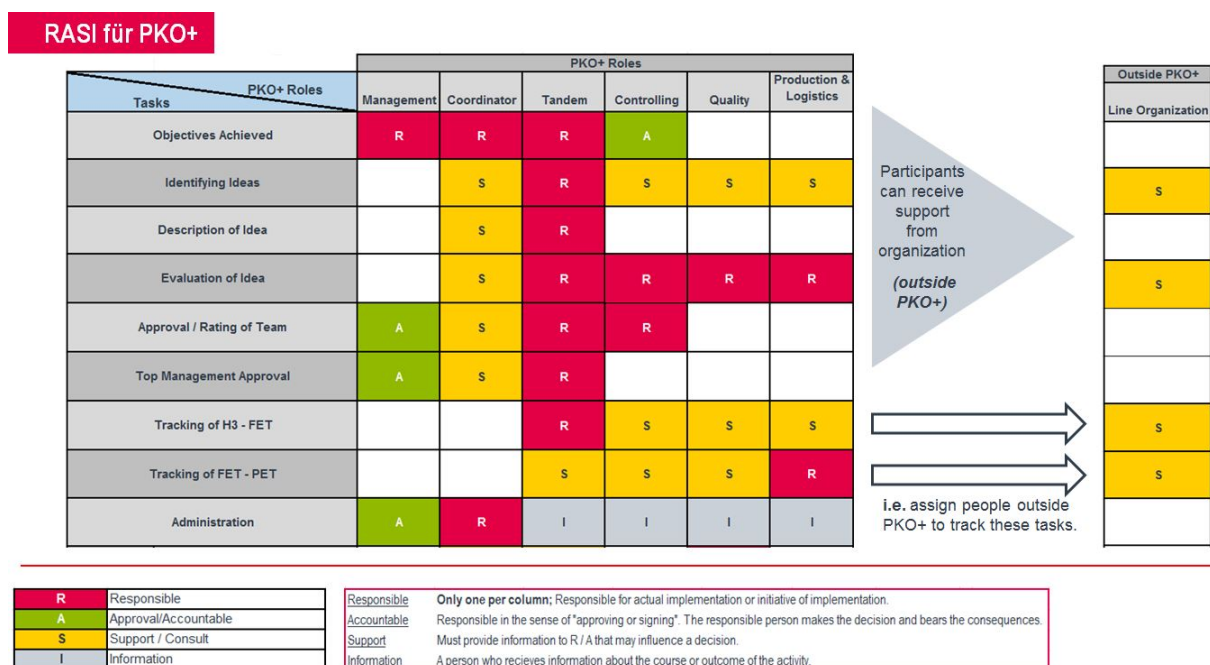 RASI für PKO+
PKO+ Roles
Outside PKO+
PKO+ Roles
Tasks
Management Coordinator Tandem Controlling Quality Production &
Logistics
Line Organization
Objectives Achieved R R R A
Identifying Ideas S R S S S S
Description of Idea S R
Evaluation of Idea S R R R R S
Approval / Rating of Team A S R R
Top Management Approval A S R
Tracking of H3 - FET R S S S S
Tracking of FET - PET S S S R S
Administration A R I I I I
Participants
can receive
support
from
organization
(outside
PKO+)
i.e. assign people outside
PKO+ to track these tasks.
R Responsible
A Approval/Accountable
S Support / Consult
I Information
Responsible Only one per column; Responsible for actual implementation or initiative of implementation.
Accountable Responsible in the sense of "approving or signing". The responsible person makes the decision and bears the consequences.
Support Must provide information to R / A that may influence a decision.
Information A person who recieves information about the course or outcome of the activity.